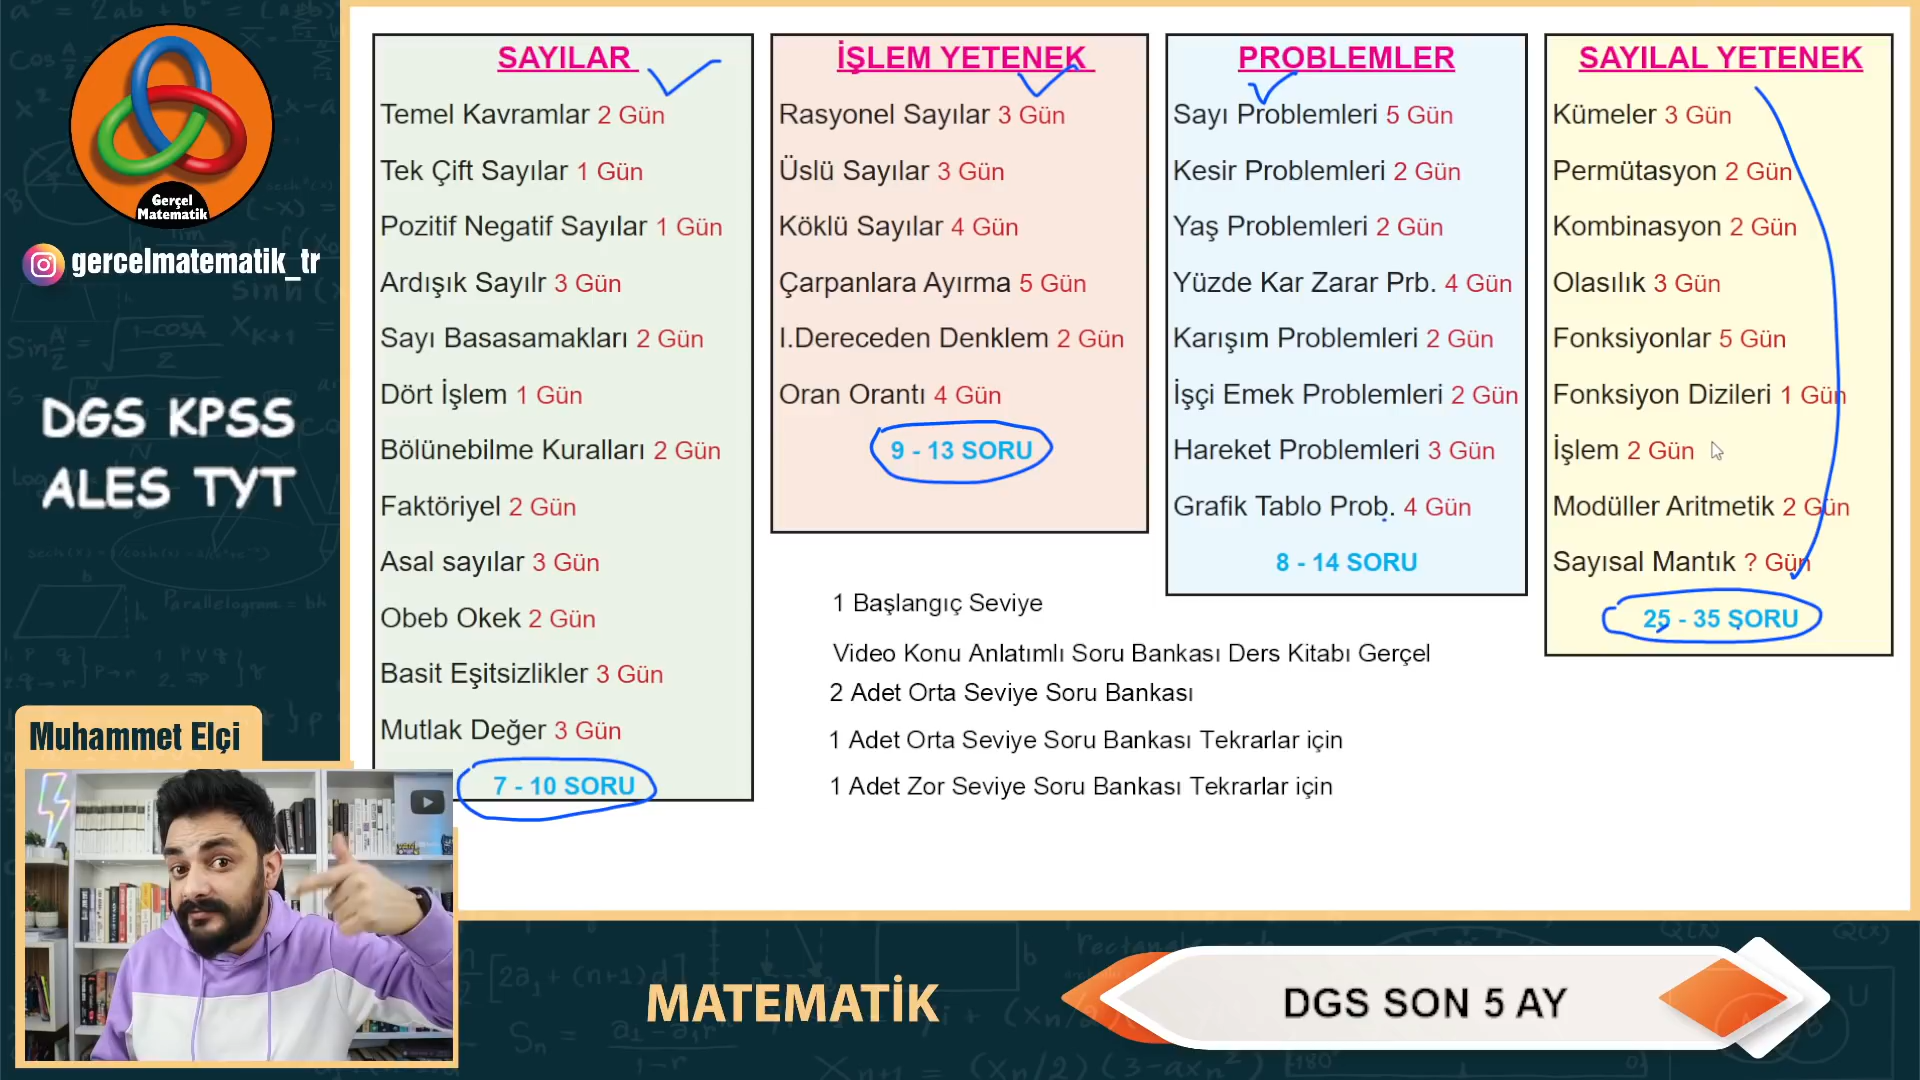 Gerçel
Matematik
gercelmatematik_tr
DGS KPSS
ALES TYT
Muhammet Elçi
SAYILAR
Temel Kavramlar 2 Gün
Tek Çift Sayılar 1 Gün
Pozitif Negatif Sayılar 1 Gün
Ardışık Sayılr 3 Gün
Sayı Basasamakları 2 Gün
Dört İşlem 1 Gün
Bölünebilme Kuralları 2 Gün
Faktöriyel 2 Gün
Asal sayılar 3 Gün
Obeb Okek 2 Gün
Basit Eşitsizlikler 3 Gün
Mutlak Değer 3 Gün
7 - 10 SORU
İŞLEM YETENEK
Rasyonel Sayılar 3 Gün
Üslü Sayılar 3 Gün
Köklü Sayılar 4 Gün
Çarpanlara Ayırma 5 Gün
I.Dereceden Denklem 2 Gün
Oran Orantı 4 Gün
9 - 13 SORU
PROBLEMLER
Sayı Problemleri 5 Gün
Kesir Problemleri 2 Gün
Yaş Problemleri 2 Gün
Yüzde Kar Zarar Prb. 4 Gün
Karışım Problemleri 2 Gün
İşçi Emek Problemleri 2 Gün
Hareket Problemleri 3 Gün
Grafik Tablo Prob. 4 Gün
8 - 14 SORU
SAYILAL YETENEK
Kümeler 3 Gün
Permütasyon 2 Gün
Kombinasyon 2 Gün
Olasılık 3 Gün
Fonksiyonlar 5 Gün
Fonksiyon Dizileri 1 Gün
İşlem 2 Gün
Modüller Aritmetik 2 Gün
Sayısal Mantık ? Gün
25 - 35 SORU
1 Başlangıç Seviye
Video Konu Anlatımlı Soru Bankası Ders Kitabı Gerçel
2 Adet Orta Seviye Soru Bankası
1 Adet Orta Seviye Soru Bankası Tekrarlar için
1 Adet Zor Seviye Soru Bankası Tekrarlar için
MATEMATİK
DGS SON 5 AY